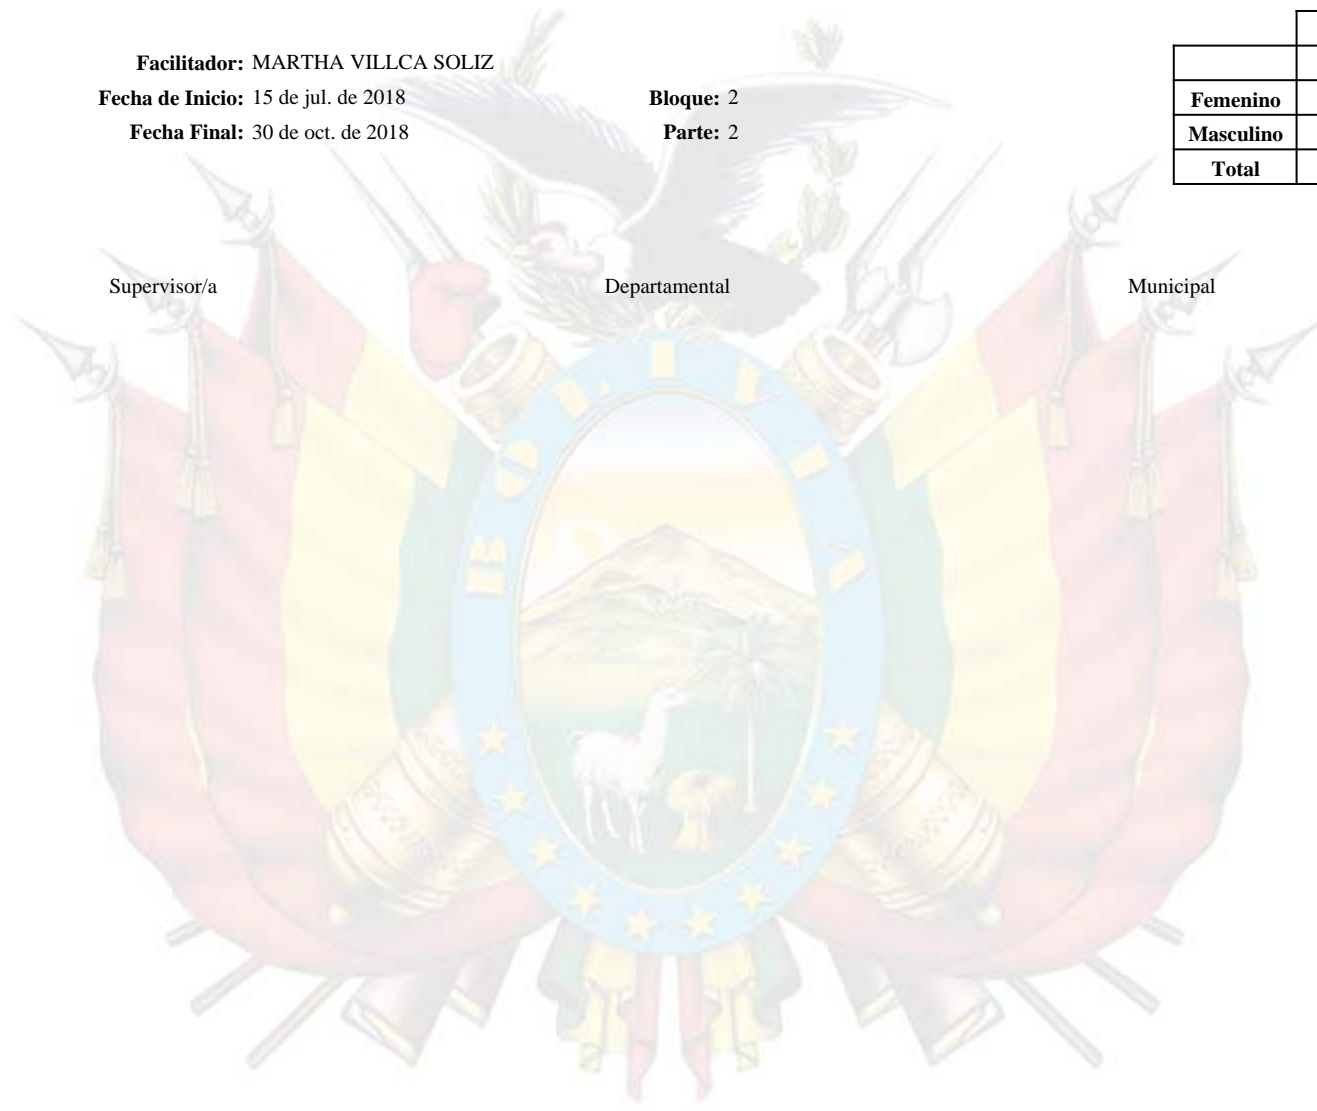 Facilitador: MARTHA VILLCA SOLIZ
Fecha de Inicio: 15 de jul. de 2018 Bloque: 2
Fecha Final: 30 de oct. de 2018 Parte: 2
Femenino
Masculino
Total
Supervisor/a Departamental Municipal
BOLIVIA